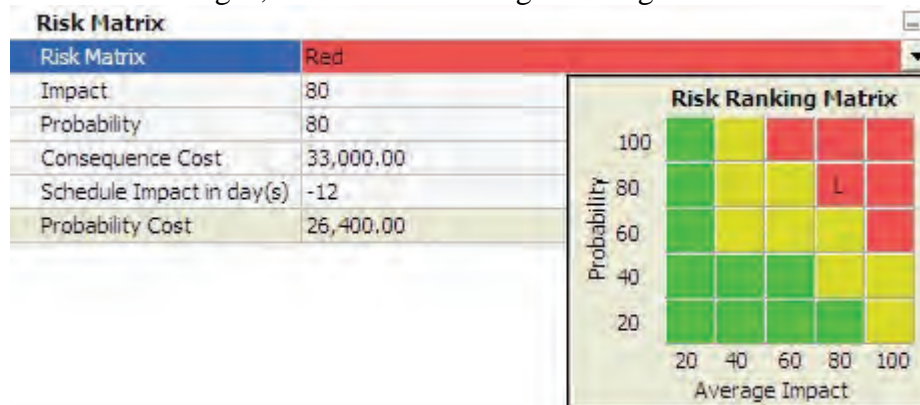 Risk Matrix
Risk Matrix Red
Impact 80
Probability 80
Consequence Cost 33,000.00
Schedule Impact in day(s) -12
Probability Cost 26,400.00
Risk Ranking Matrix
Probability
100
80 L
60
40
20
20 40 60 80 100
Average Impact